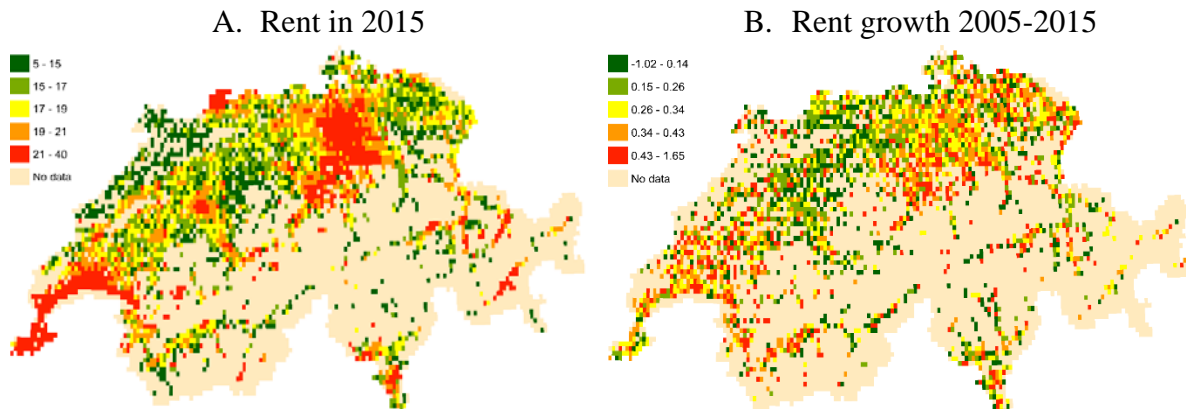 A. Rent in 2015
5 - 15
15 - 17
17 - 19
19 - 21
21 - 40
No data
B. Rent growth 2005-2015
-1.02 - 0.14
0.15 - 0.26
0.26 - 0.34
0.34 - 0.43
0.43 - 1.65
No data